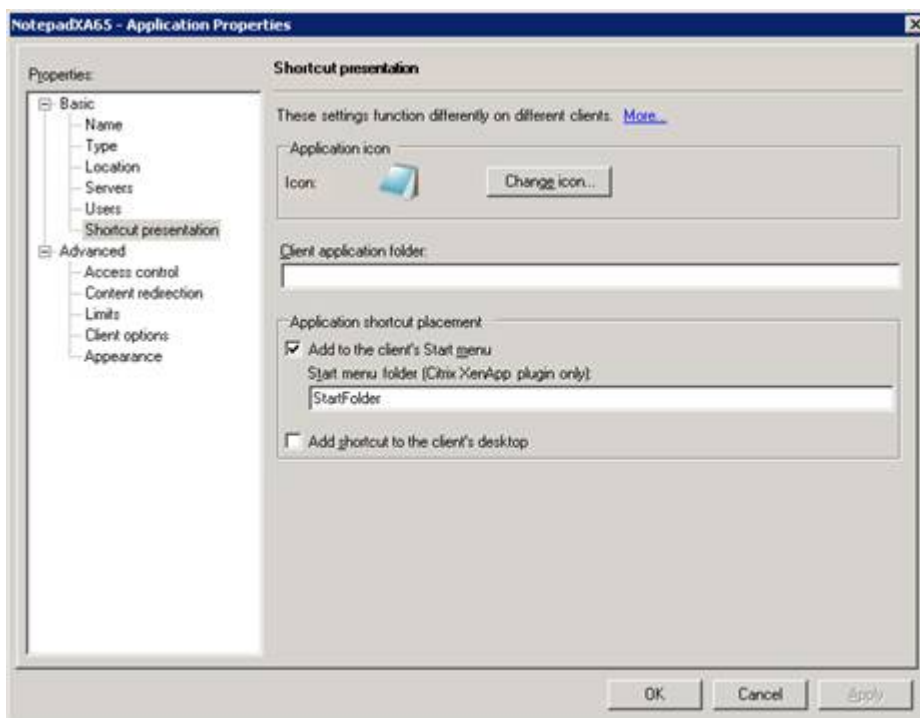 NotepadXA65 - Application Properties
Properties:
Basic
Name
Type
Location
Servers
Users
Shortcut presentation
Advanced
Access control
Content redirection
Limits
Client options
Appearance
Shortcut presentation
These settings function differently on different clients. More...
Application icon
Icon:
Change icon...
Client application folder:
Application shortcut placement
Add to the client's Start menu
Start menu folder (Citrix XenApp plugin only):
StartFolder
Add shortcut to the client's desktop
OK
Cancel
Apply